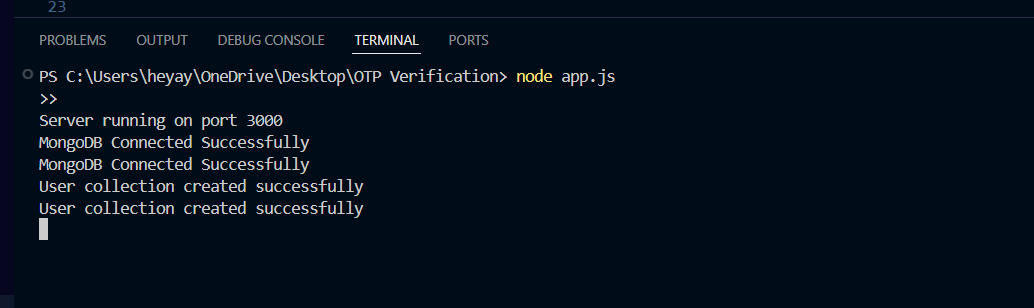 23
PROBLEMS OUTPUT DEBUG CONSOLE TERMINAL PORTS
PS C:\Users\heyay\OneDrive\Desktop\OTP Verification> node app.js
>>
Server running on port 3000
MongoDB Connected Successfully
MongoDB Connected Successfully
User collection created successfully
User collection created successfully